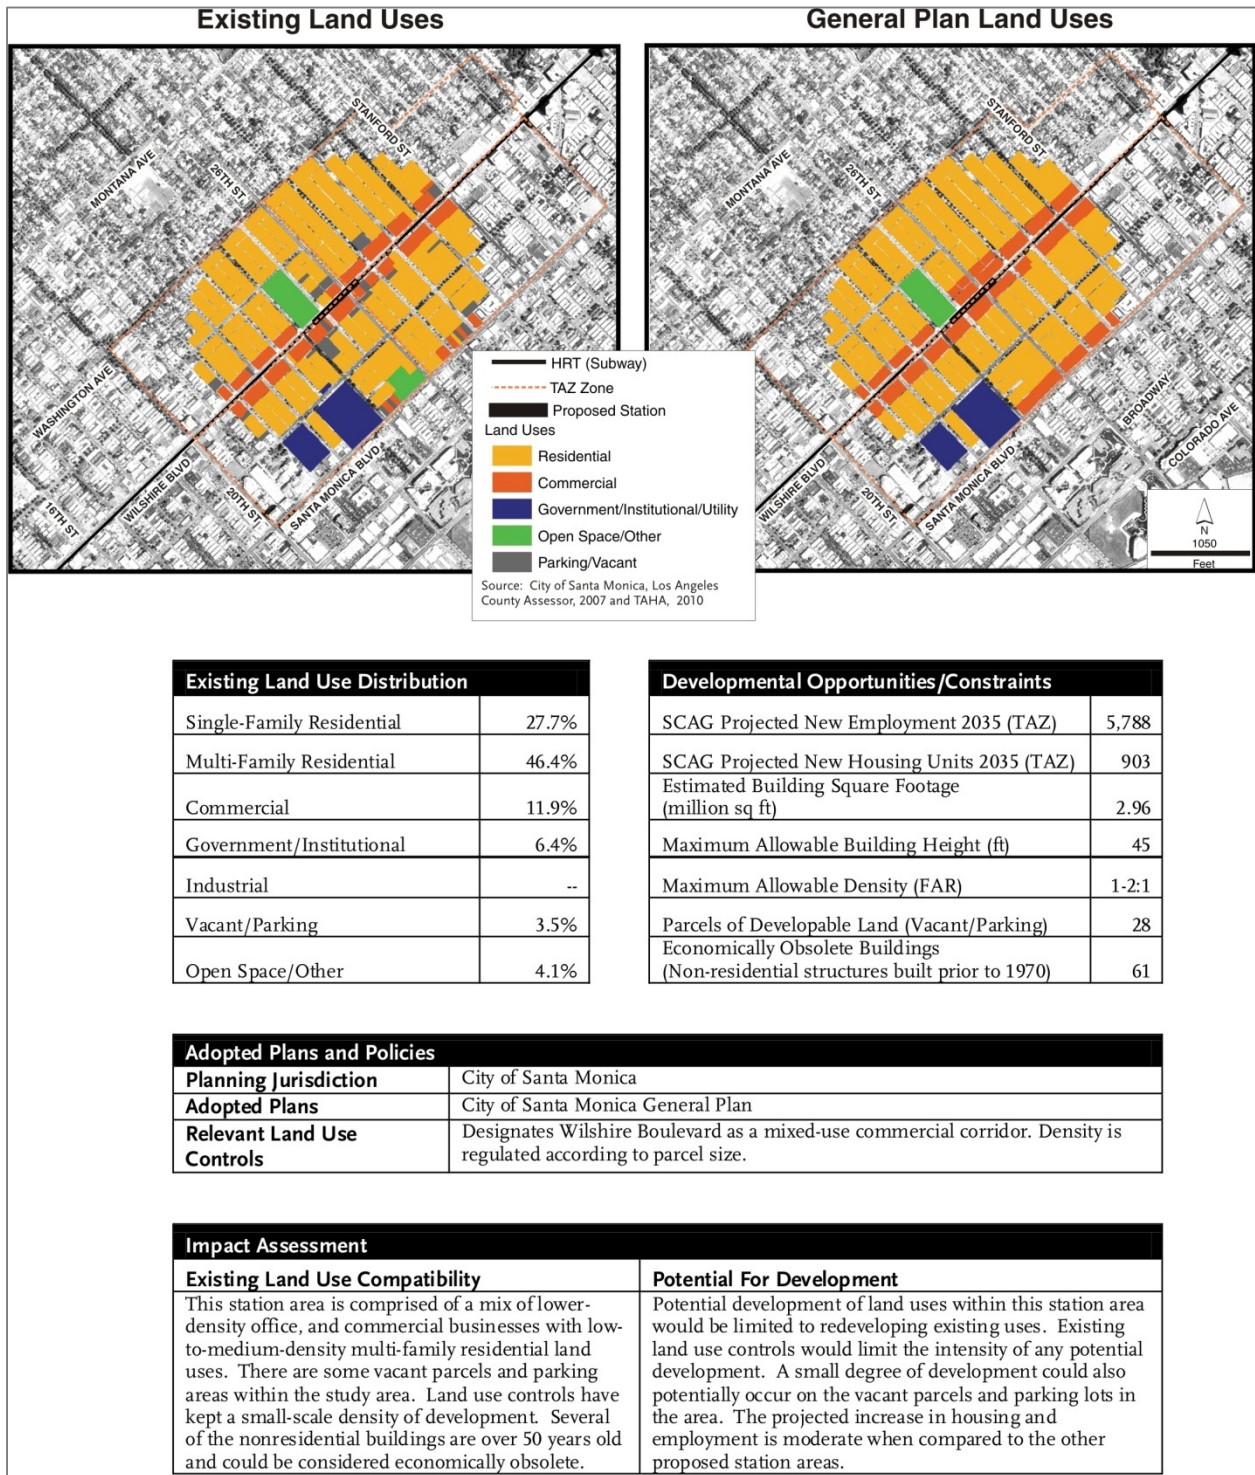 Existing Land Uses
General Plan Land Uses
STANFORD ST
MONTANA AVE
26TH ST
WASHINGTON AVE
WILSHIRE BLVD
16TH ST
20TH ST
SANTA MONICA BLVD
STANFORD ST
MONTANA AVE
26TH ST
WILSHIRE BLVD
20TH ST
SANTA MONICA BLVD
BROADWAY
COLORADO AVE
N
1050
Feet
HRT (Subway)
TAZ Zone
Proposed Station
Land Uses
Residential
Commercial
Government/Institutional/Utility
Open Space/Other
Parking/Vacant
Source: City of Santa Monica, Los Angeles
County Assessor, 2007 and TAHA, 2010
Existing Land Use Distribution
Single-Family Residential 27.7%
Multi-Family Residential 46.4%
Commercial 11.9%
Government/Institutional 6.4%
Industrial --
Vacant/Parking 3.5%
Open Space/Other 4.1%
Developmental Opportunities/Constraints
SCAG Projected New Employment 2035 (TAZ) 5,788
SCAG Projected New Housing Units 2035 (TAZ) 903
Estimated Building Square Footage
(million sq ft) 2.96
Maximum Allowable Building Height (ft) 45
Maximum Allowable Density (FAR) 1-2:1
Parcels of Developable Land (Vacant/Parking) 28
Economically Obsolete Buildings
(Non-residential structures built prior to 1970) 61
Adopted Plans and Policies
Planning Jurisdiction City of Santa Monica
Adopted Plans City of Santa Monica General Plan
Relevant Land Use Designates Wilshire Boulevard as a mixed-use commercial corridor. Density is
Controls regulated according to parcel size.
Impact Assessment
Existing Land Use Compatibility
This station area is comprised of a mix of lower-
density office, and commercial businesses with low-
to-medium-density multi-family residential land
uses. There are some vacant parcels and parking
areas within the study area. Land use controls have
kept a small-scale density of development. Several
of the nonresidential buildings are over 50 years old
and could be considered economically obsolete.
Potential For Development
Potential development of land uses within this station area
would be limited to redeveloping existing uses. Existing
land use controls would limit the intensity of any potential
development. A small degree of development could also
potentially occur on the vacant parcels and parking lots in
the area. The projected increase in housing and
employment is moderate when compared to the other
proposed station areas.